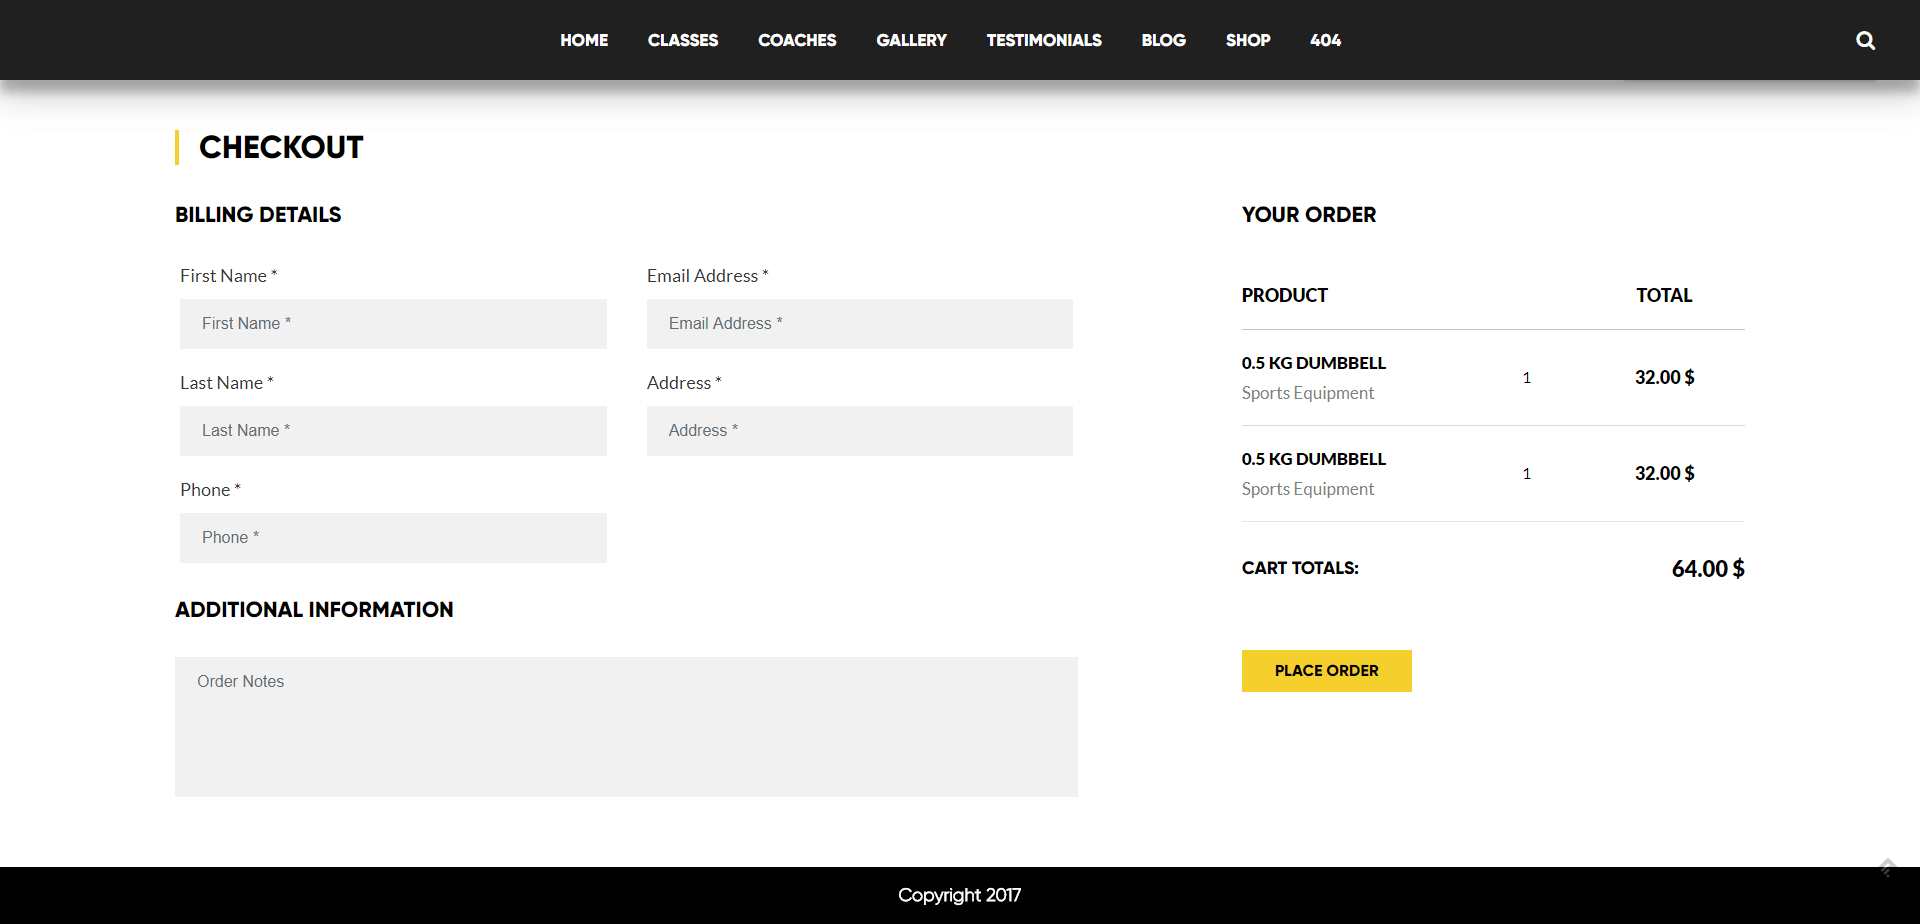 HOME CLASSES COACHES GALLERY TESTIMONIALS BLOG SHOP 404
CHECKOUT
BILLING DETAILS
First Name *
First Name *
Email Address *
Email Address *
Last Name *
Last Name *
Address *
Address *
Phone *
Phone *
ADDITIONAL INFORMATION
Order Notes
YOUR ORDER
PRODUCT TOTAL
0.5 KG DUMBBELL
Sports Equipment
1
32.00 $
0.5 KG DUMBBELL
Sports Equipment
1
32.00 $
CART TOTALS: 64.00 $
PLACE ORDER
Copyright 2017